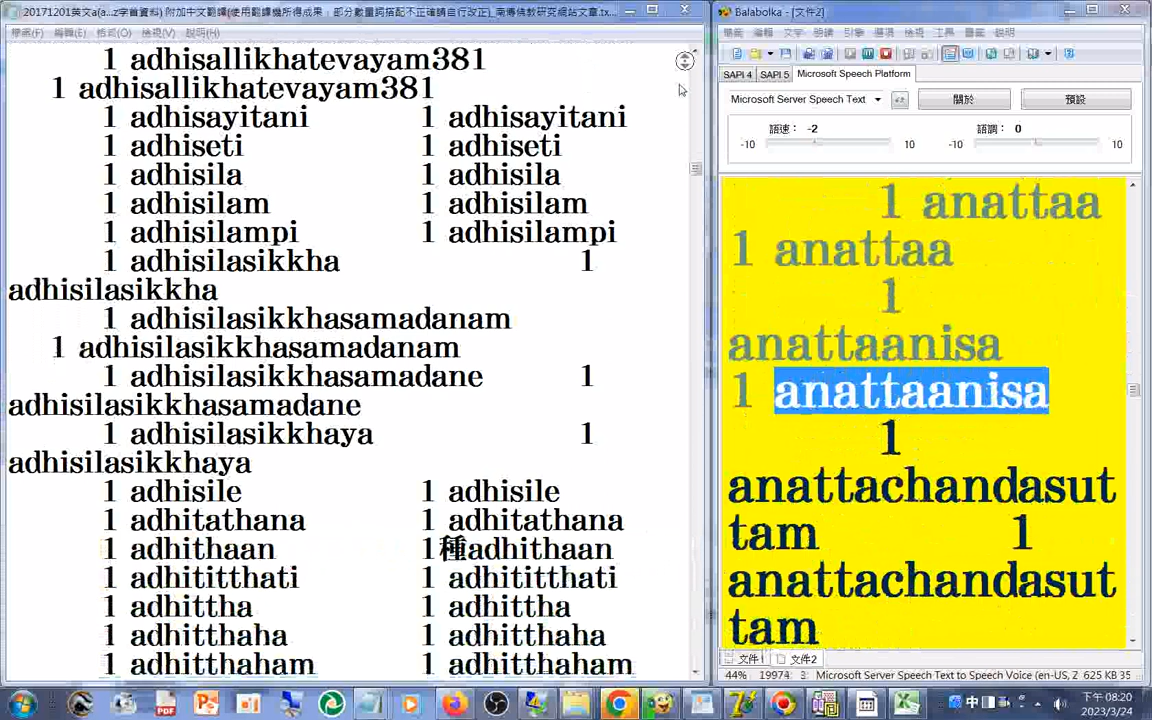 20171201英文a(a...z字首資料) 附加中文翻譯(使用翻譯機所得成果，部分數量詞搭配不正確請自行改正)_南傳佛教研究網站文章.tx...
檔案(F) 編輯(E) 格式(O) 檢視(V) 說明(H)
1 adhisallikhatevayam381
1 adhisallikhatevayam381
1 adhisayitani 1 adhisayitani
1 adhiseti 1 adhiseti
1 adhisila 1 adhisila
1 adhisilam 1 adhisilam
1 adhisilampi 1 adhisilampi
1 adhisilasikkha 1
adhisilasikkha
1 adhisilasikkhasamadanam
1 adhisilasikkhasamadanam
1 adhisilasikkhasamadane 1
adhisilasikkhasamadane
1 adhisilasikkhaya 1
adhisilasikkhaya
1 adhisile 1 adhisile
1 adhitathana 1 adhitathana
1 adhithaan 1種adhithaan
1 adhititthati 1 adhititthati
1 adhittha 1 adhittha
1 adhitthaha 1 adhitthaha
1 adhitthaham 1 adhitthaham
Balabolka - [文件2]
SAPI 4 SAPI 5 Microsoft Speech Platform
Microsoft Server Speech Text 關於 預設
語速： -2 語調： 0
-10 10 -10 10
1 anattaa
1 anattaa
1
anattaanisa
1 anattaanisa
1
anattachandasut
tam 1
anattachandasut
tam
文件1 文件2
44% 19974 Microsoft Server Speech Text to Speech Voice (en-US, Z 625 KB
中
下午 08:20
2023/3/24